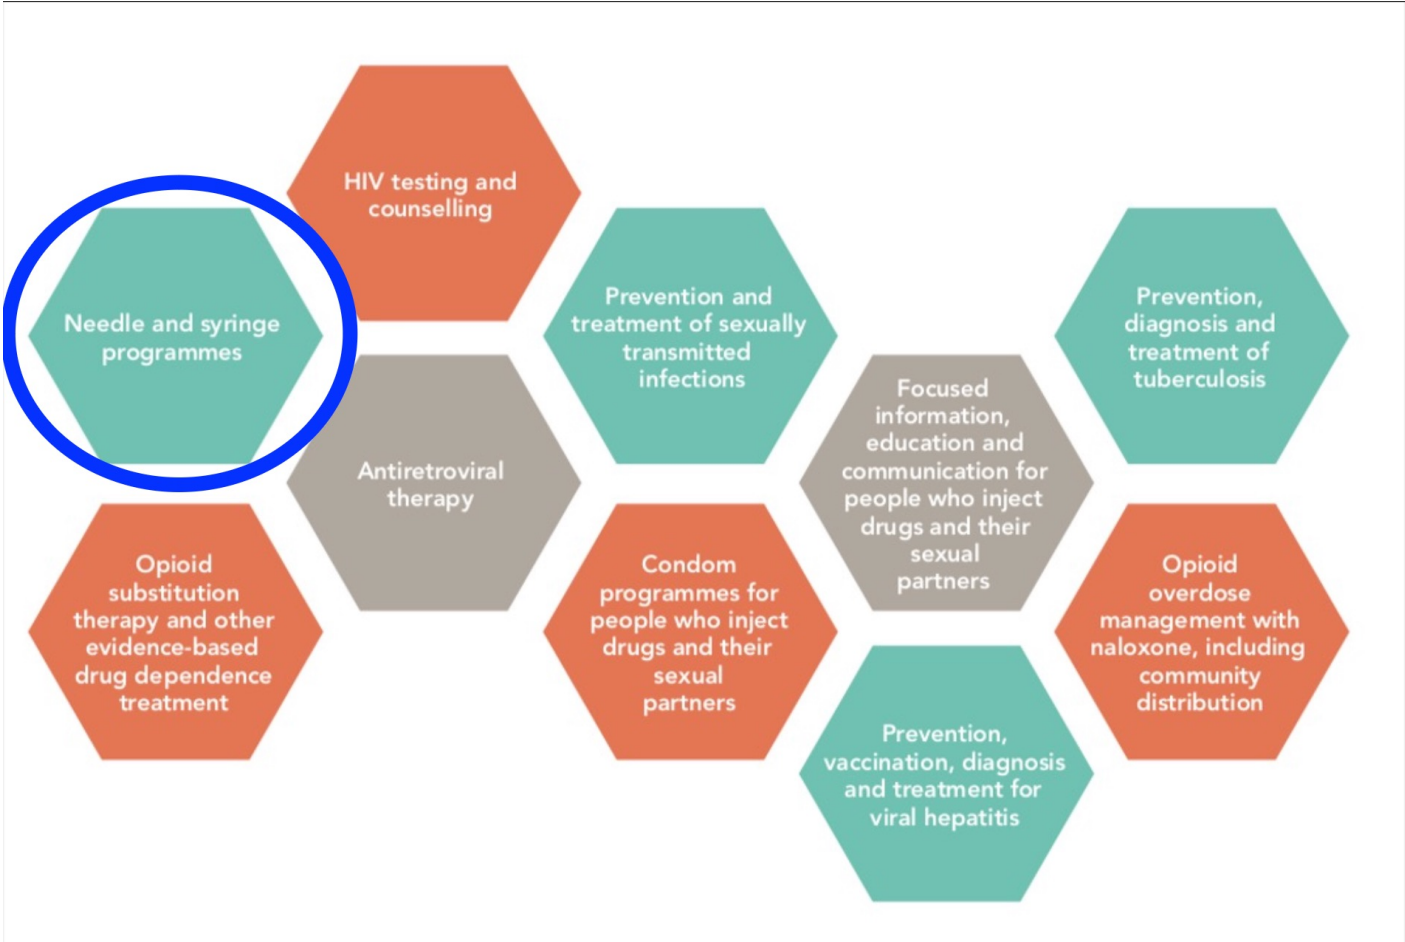 HIV testing and
counselling
Needle and syringe
programmes
Prevention and
treatment of sexually
transmitted
infections
Prevention,
diagnosis and
treatment of
tuberculosis
Antiretroviral
therapy
Focused
information,
education and
communication for
people who inject
drugs and their
sexual
partners
Opioid
substitution
therapy and other
evidence-based
drug dependence
treatment
Condom
programmes for
people who inject
drugs and their
sexual
partners
Opioid
overdose
management with
naloxone, including
community
distribution
Prevention,
vaccination, diagnosis
and treatment for
viral hepatitis